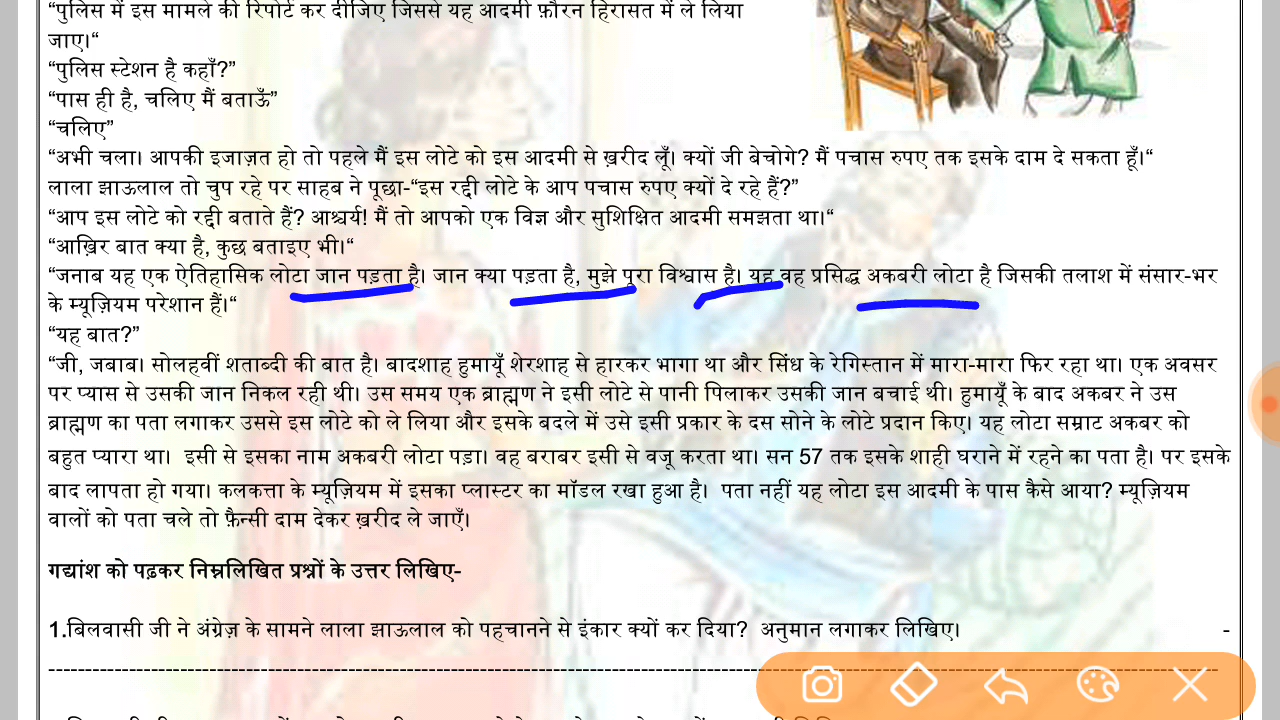 “पुलिस में इस मामले की रिपोर्ट कर दीजिए जिससे यह आदमी फ़ौरन हिरासत में ले लिया
जाए।“
“पुलिस स्टेशन है कहाँ?”
“पास ही है, चलिए मैं बताऊँ”
“चलिए”
“अभी चला। आपकी इजाज़त हो तो पहले मैं इस लोटे को इस आदमी से ख़रीद लूँ। क्यों जी बेचोगे? मैं पचास रुपए तक इसके दाम दे सकता हूँ।“
लाला झाऊलाल तो चुप रहे पर साहब ने पूछा-“इस रद्दी लोटे के आप पचास रुपए क्यों दे रहे हैं?”
“आप इस लोटे को रद्दी बताते हैं? आश्चर्य! मैं तो आपको एक विज्ञ और सुशिक्षित आदमी समझता था।“
“आख़िर बात क्या है, कुछ बताइए भी।“
“जनाब यह एक ऐतिहासिक लोटा जान पड़ता है। जान क्या पड़ता है, मुझे पूरा विश्वास है। यह वह प्रसिद्ध अकबरी लोटा है जिसकी तलाश में संसार-भर
के म्यूज़ियम परेशान हैं।“
“यह बात?”
“जी, जबाब। सोलहवीं शताब्दी की बात है। बादशाह हुमायूँ शेरशाह से हारकर भागा था और सिंध के रेगिस्तान में मारा-मारा फिर रहा था। एक अवसर
पर प्यास से उसकी जान निकल रही थी। उस समय एक ब्राह्मण ने इसी लोटे से पानी पिलाकर उसकी जान बचाई थी। हुमायूँ के बाद अकबर ने उस
ब्राह्मण का पता लगाकर उससे इस लोटे को ले लिया और इसके बदले में उसे इसी प्रकार के दस सोने के लोटे प्रदान किए। यह लोटा सम्राट अकबर को
बहुत प्यारा था।  इसी से इसका नाम अकबरी लोटा पड़ा। वह बराबर इसी से वजू करता था। सन 57 तक इसके शाही घराने में रहने का पता है। पर इसके
बाद लापता हो गया। कलकत्ता के म्यूज़ियम में इसका प्लास्टर का मॉडल रखा हुआ है।  पता नहीं यह लोटा इस आदमी के पास कैसे आया? म्यूज़ियम
वालों को पता चले तो फ़ैन्सी दाम देकर ख़रीद ले जाएँ।
गद्यांश को पढ़कर निम्नलिखित प्रश्नों के उत्तर लिखिए-
1.बिलवासी जी ने अंग्रेज़ के सामने लाला झाऊलाल को पहचानने से इंकार क्यों कर दिया?  अनुमान लगाकर लिखिए। -